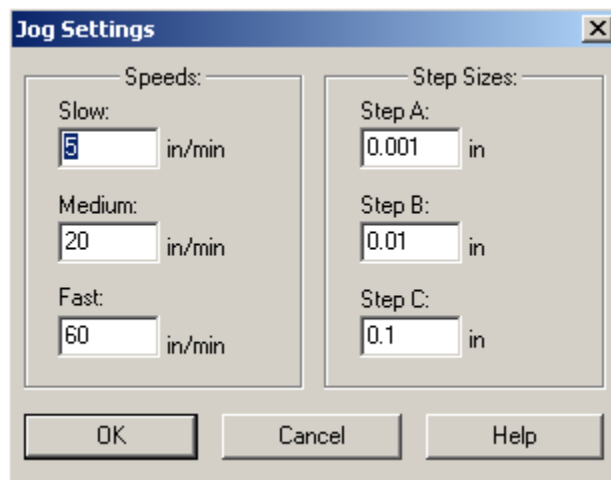 Jog Settings
Speeds:
Slow:
5 in/min
Medium:
20 in/min
Fast:
60 in/min
Step Sizes:
Step A:
0.001 in
Step B:
0.01 in
Step C:
0.1 in
OK Cancel Help